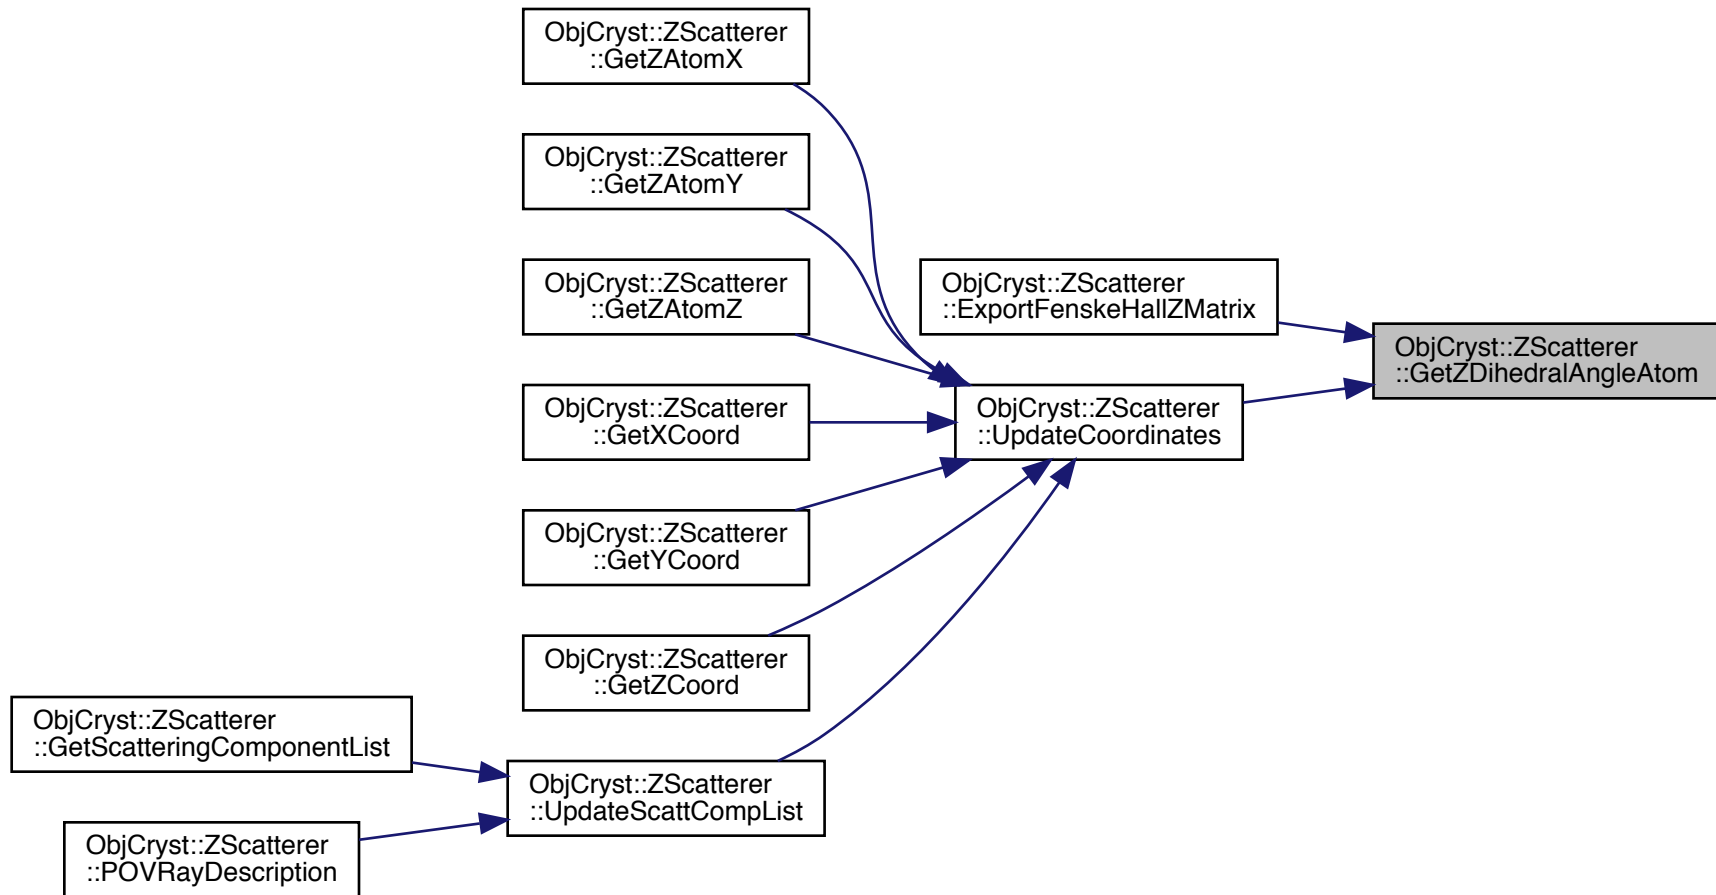 ObjCryst::ZScatterer
::GetZAtomX
ObjCryst::ZScatterer
::GetZAtomY
ObjCryst::ZScatterer
::GetZAtomZ
ObjCryst::ZScatterer
::ExportFenskeHallZMatrix
ObjCryst::ZScatterer
::GetZDihedralAngleAtom
ObjCryst::ZScatterer
::GetXCoord
ObjCryst::ZScatterer
::UpdateCoordinates
ObjCryst::ZScatterer
::GetYCoord
ObjCryst::ZScatterer
::GetZCoord
ObjCryst::ZScatterer
::GetScatteringComponentList
ObjCryst::ZScatterer
::UpdateScattCompList
ObjCryst::ZScatterer
::POVRayDescription